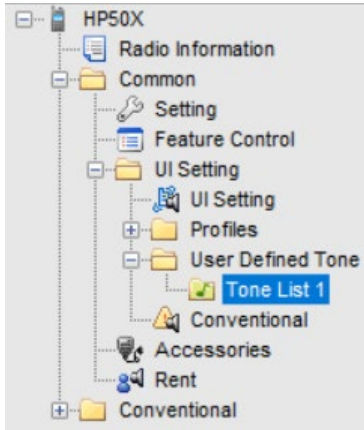 HP50X
Radio Information
Common
Setting
Feature Control
UI Setting
UI Setting
Profiles
User Defined Tone
Tone List 1
Conventional
Accessories
Rent
Conventional